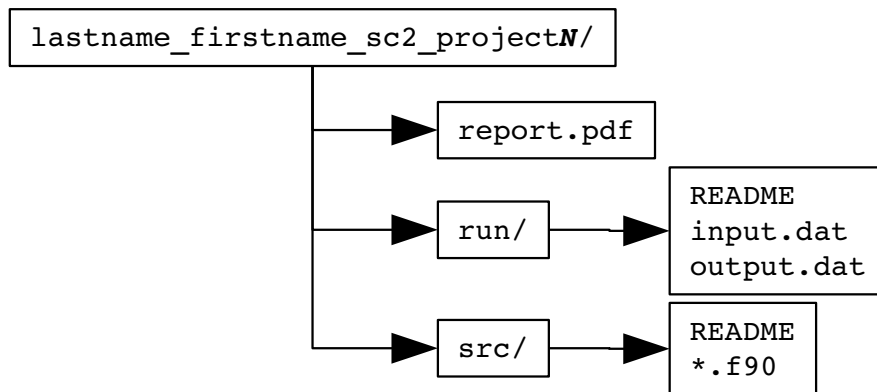 lastname_firstname_sc2_projectN/
report.pdf
run/
README
input.dat
output.dat
src/
README
*.f90